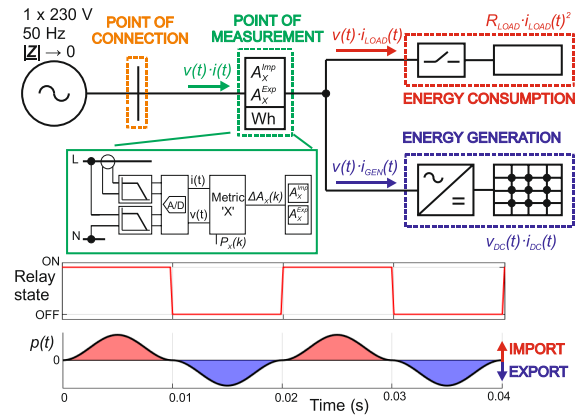 1 x 230 V
50 Hz
|Z| → 0
POINT OF
CONNECTION
POINT OF
MEASUREMENT
v(t)·i(t)
A_X^Imp
A_X^Exp
Wh
v(t)·i_LOAD(t)
R_LOAD·i_LOAD(t)²
ENERGY CONSUMPTION
ENERGY GENERATION
v(t)·i_GEN(t)
v_DC(t)·i_DC(t)
L
N
A/D
i(t)
v(t)
Metric
'X'
P_X(k)
ΔA_X(k)
A_X^Imp
A_X^Exp
ON
Relay
state
OFF
p(t)
0
IMPORT
EXPORT
0
0.01
0.02
0.03
0.04
Time (s)